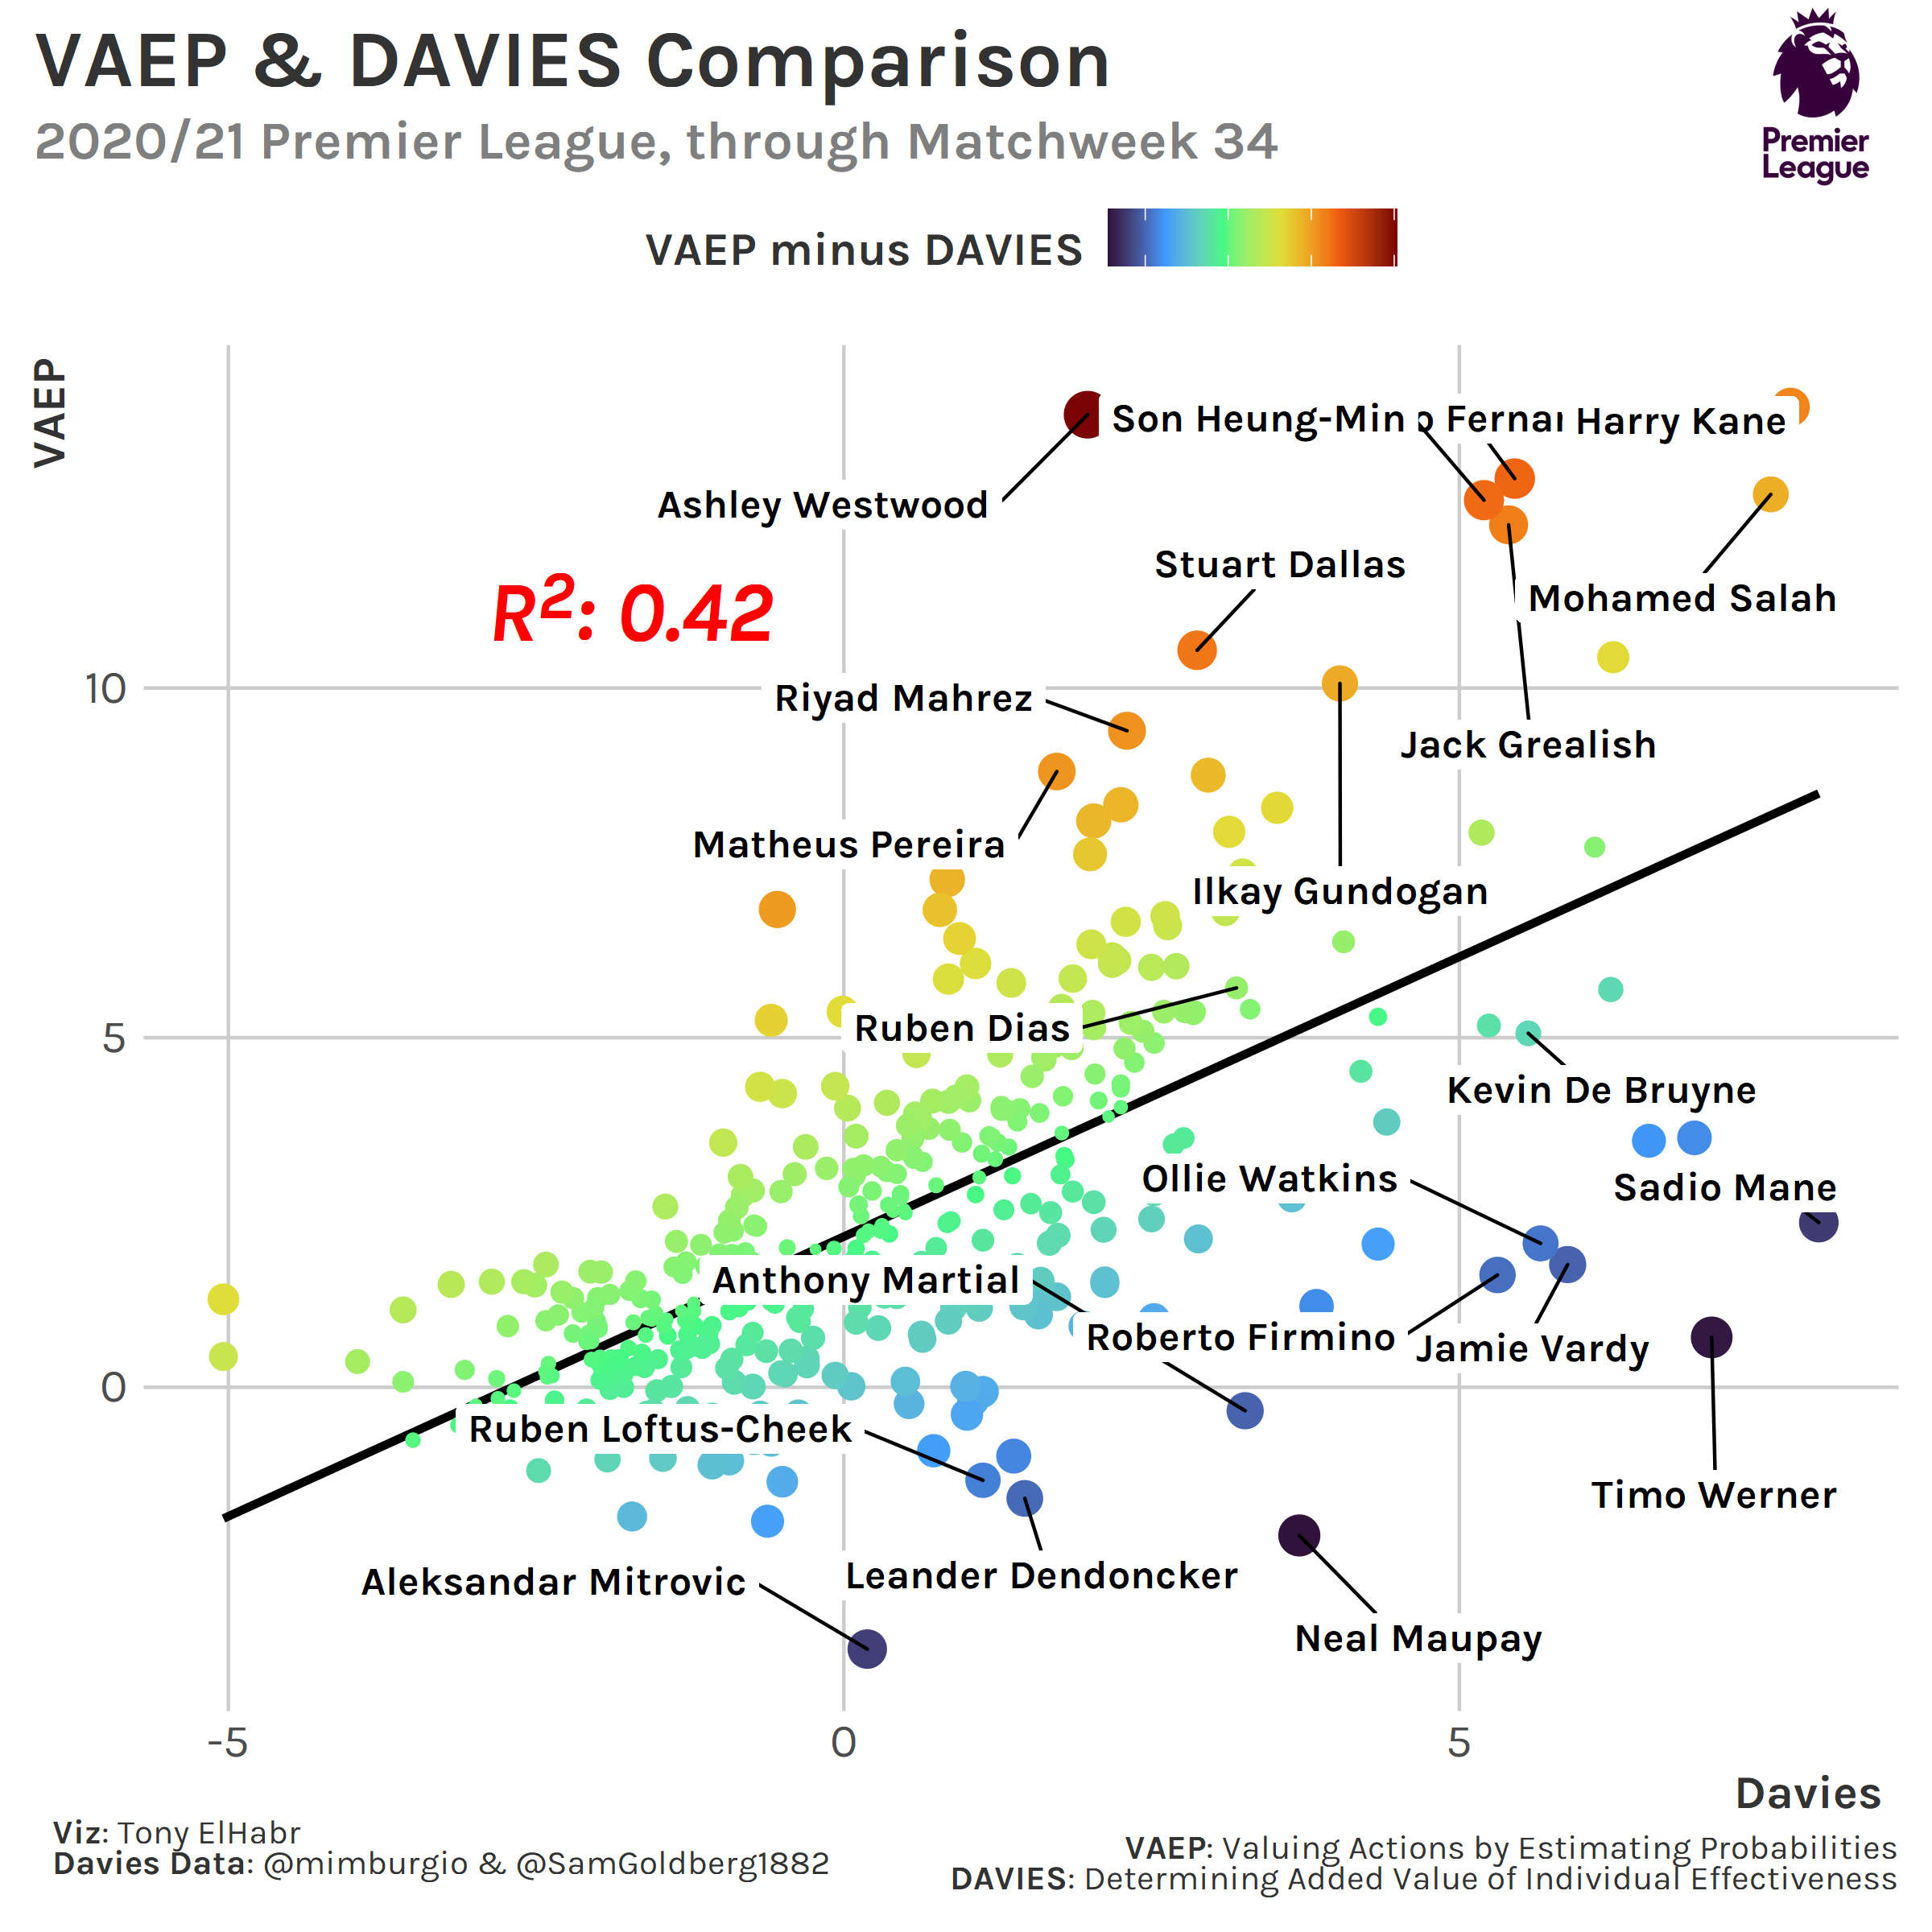 VAEP & DAVIES Comparison
2020/21 Premier League, through Matchweek 34
Premier
League
VAEP minus DAVIES
VAEP
Son Heung-Min
Fernan
Harry Kane
Ashley Westwood
Stuart Dallas
Mohamed Salah
R²: 0.42
10
Riyad Mahrez
Jack Grealish
Matheus Pereira
Ilkay Gundogan
5
Ruben Dias
Kevin De Bruyne
Ollie Watkins
Sadio Mane
Anthony Martial
Roberto Firmino
Jamie Vardy
0
Ruben Loftus-Cheek
Timo Werner
Aleksandar Mitrovic
Leander Dendoncker
Neal Maupay
-5
0
5
Davies
Viz: Tony ElHabr
Davies Data: @mimburgio & @SamGoldberg1882
VAEP: Valuing Actions by Estimating Probabilities
DAVIES: Determining Added Value of Individual Effectiveness